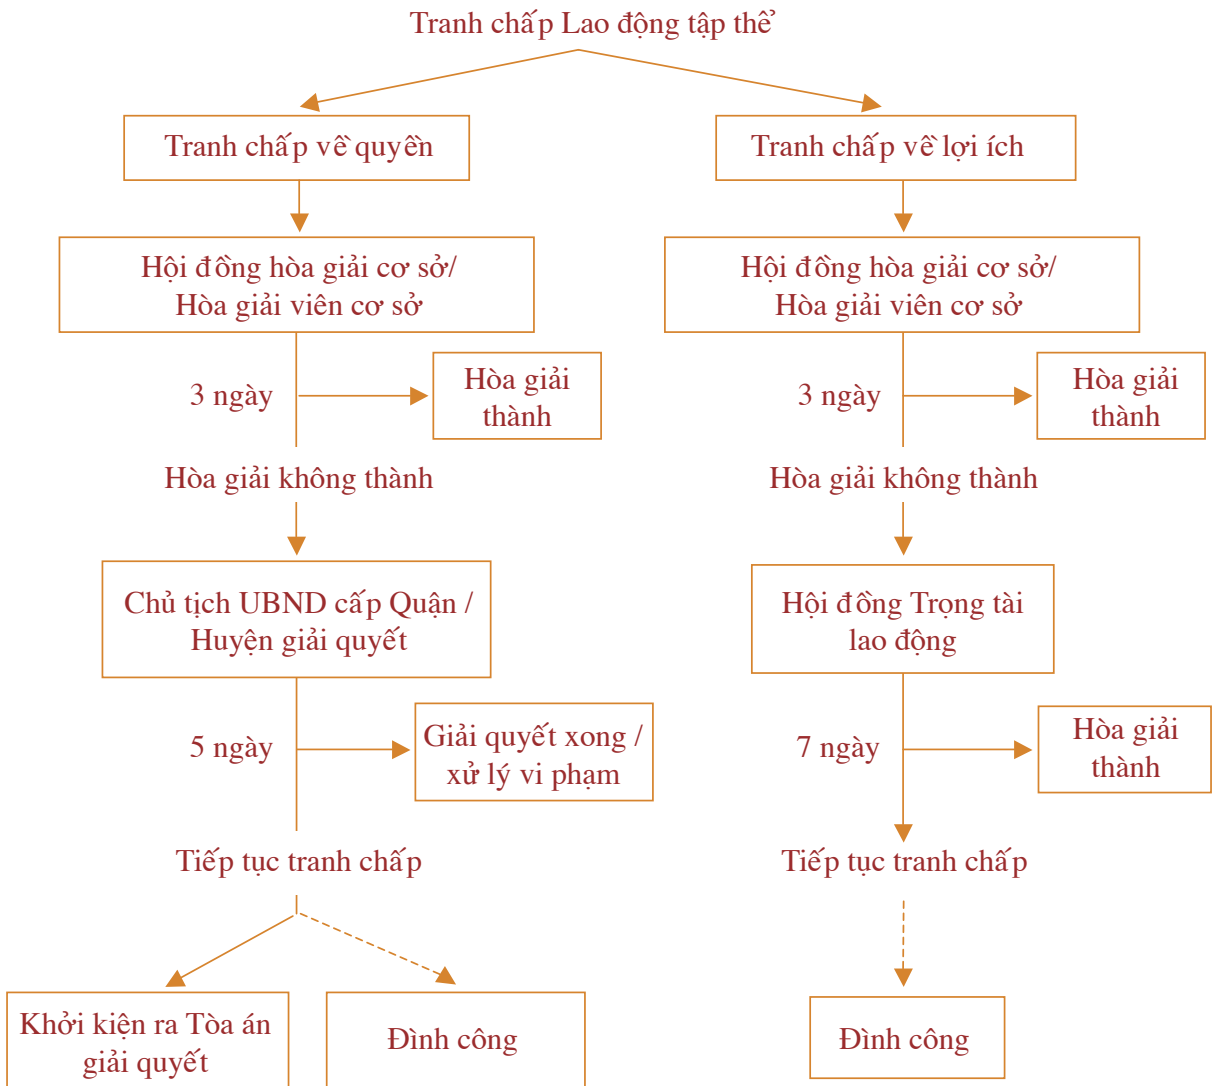 Tranh chấp Lao động tập thể
Tranh chấp về quyền
Tranh chấp về lợi ích
Hội đồng hòa giải cơ sở/
Hòa giải viên cơ sở
Hội đồng hòa giải cơ sở/
Hòa giải viên cơ sở
3 ngày
Hòa giải
thành
3 ngày
Hòa giải
thành
Hòa giải không thành
Hòa giải không thành
Chủ tịch UBND cấp Quận /
Huyện giải quyết
Hội đồng Trọng tài
lao động
5 ngày
Giải quyết xong /
xử lý vi phạm
7 ngày
Hòa giải
thành
Tiếp tục tranh chấp
Tiếp tục tranh chấp
Khởi kiện ra Tòa án
giải quyết
Đình công
Đình công